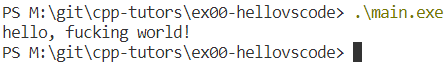 PS M:\git\cpp-tutors\ex00-hellovscode> .\main.exe
hello, fucking world!
PS M:\git\cpp-tutors\ex00-hellovscode>